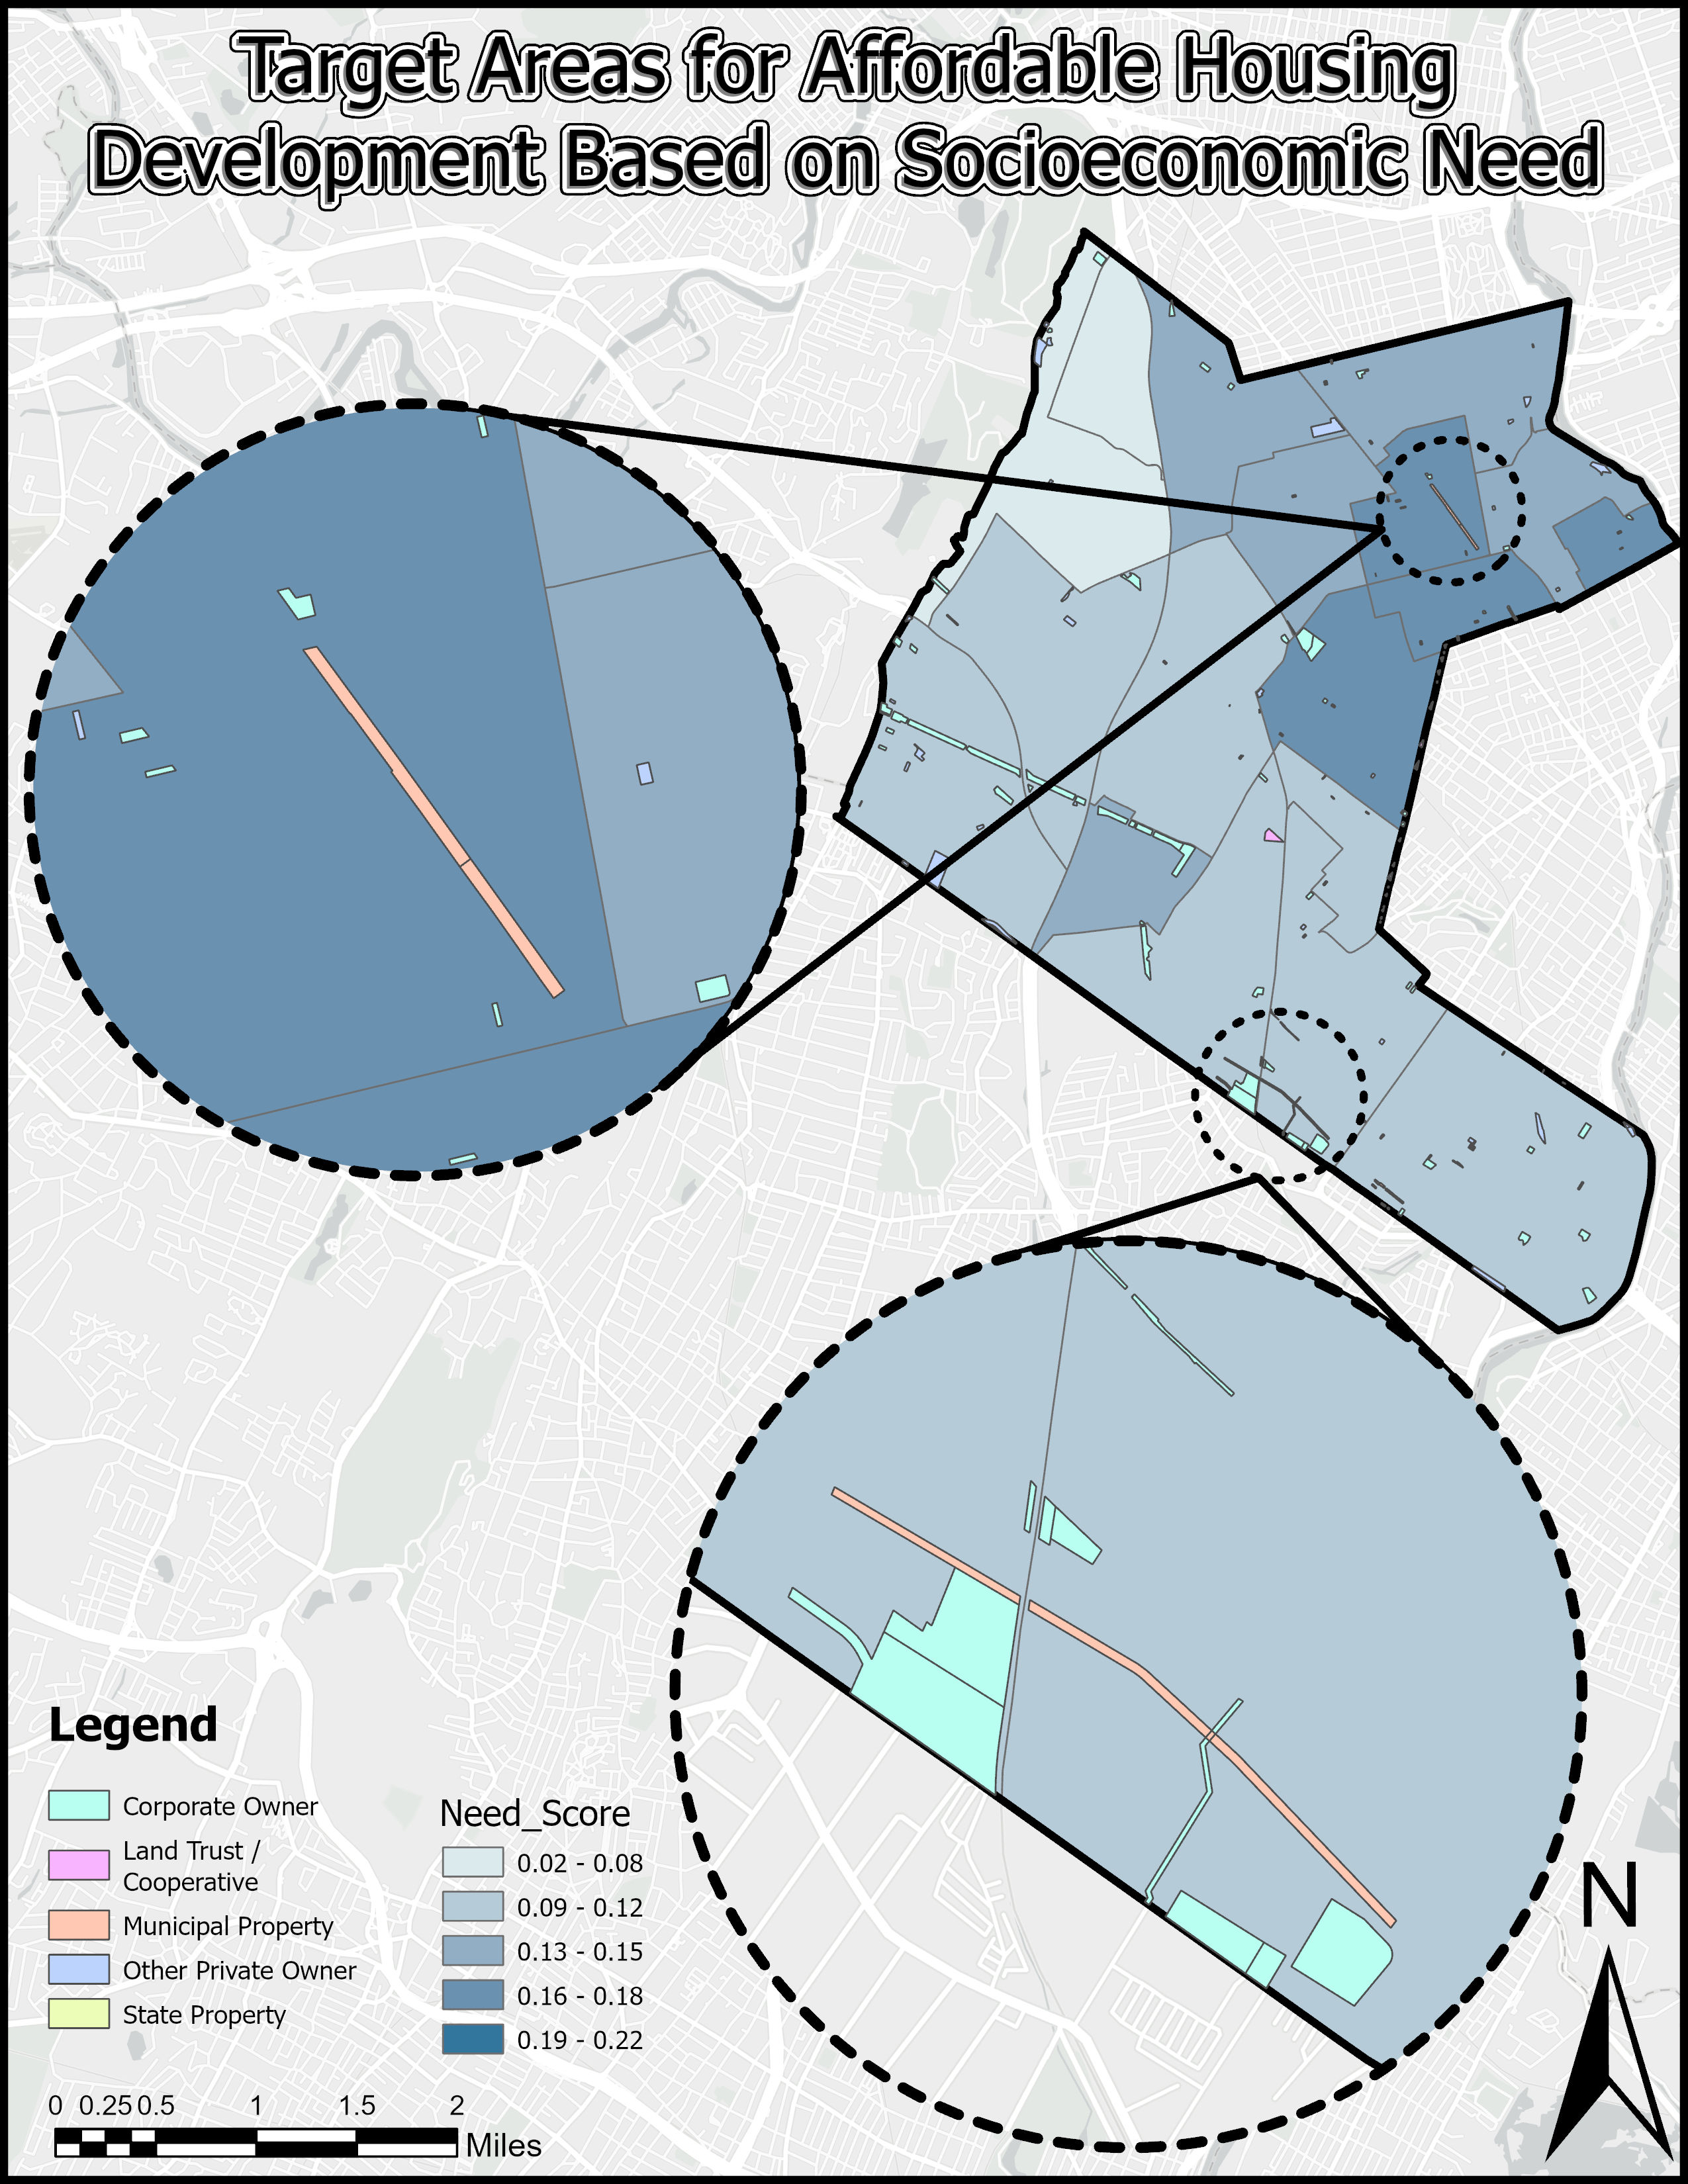 Target Areas for Affordable Housing
Development Based on Socioeconomic Need
Legend
Corporate Owner
Land Trust /
Cooperative
Municipal Property
Other Private Owner
State Property
Need_Score
0.02 - 0.08
0.09 - 0.12
0.13 - 0.15
0.16 - 0.18
0.19 - 0.22
0 0.25 0.5 1 1.5 2
Miles
N